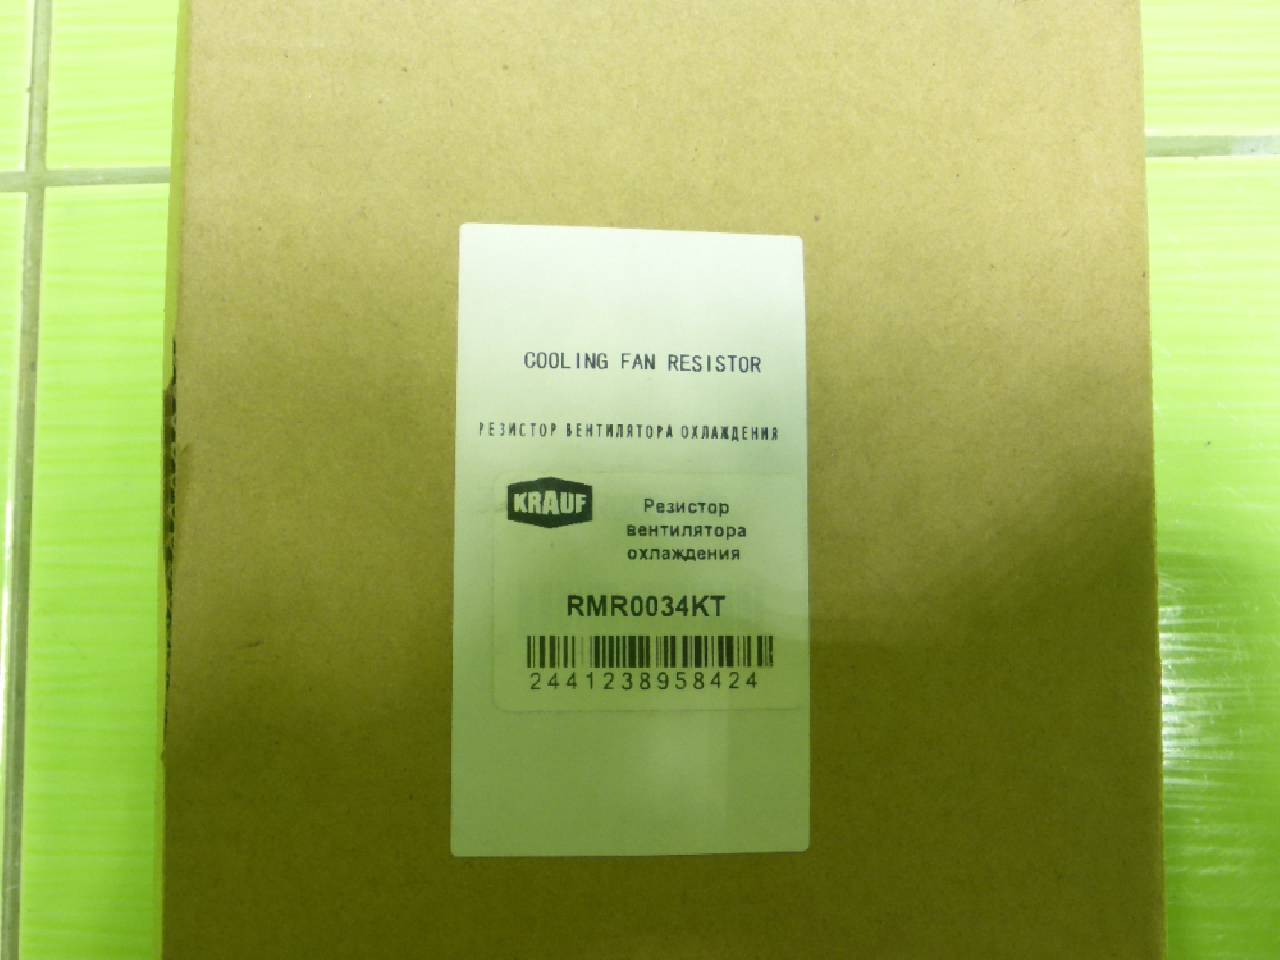 COOLING FAN RESISTOR
РЕЗИСТОР ВЕНТИЛЯТОРА ОХЛАЖДЕНИЯ
KRAUF
Резистор
вентилятора
охлаждения
RMR0034KT
2441238958424